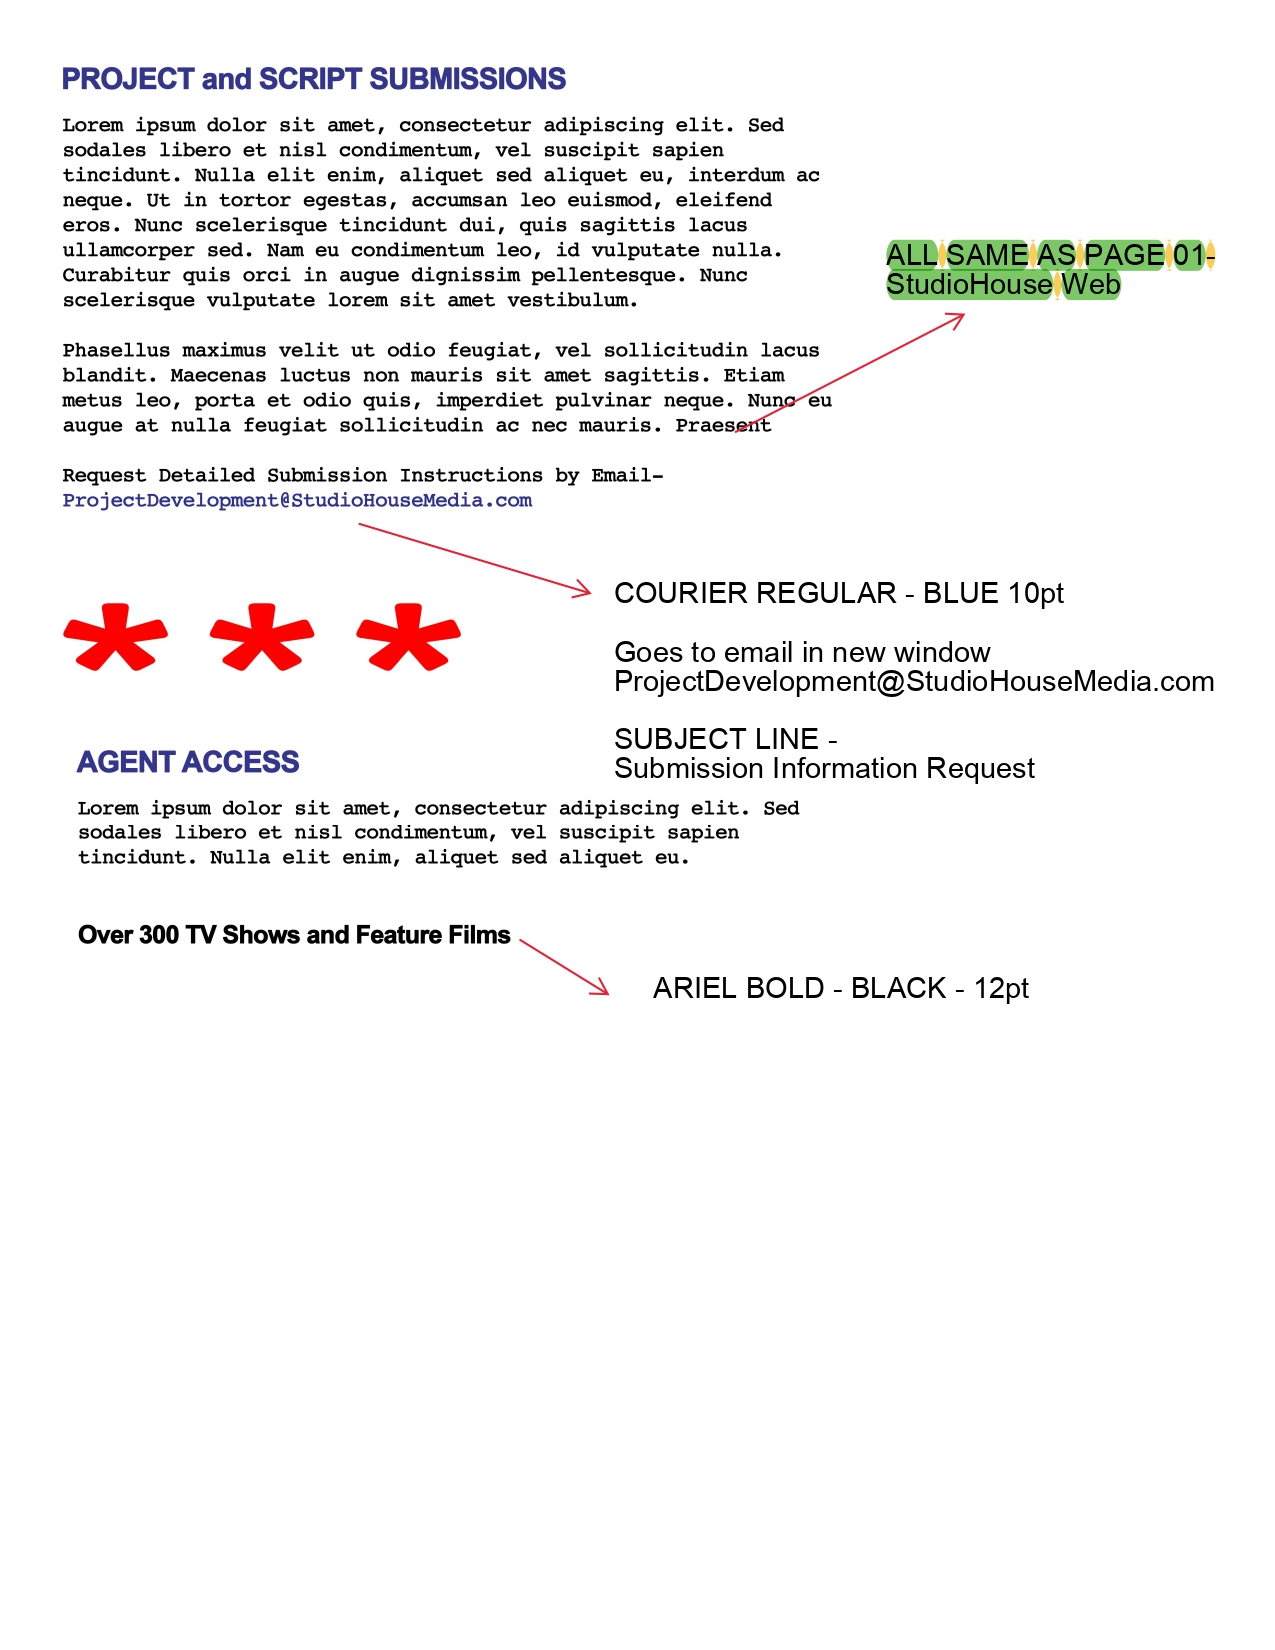 PROJECT and SCRIPT SUBMISSIONS
Lorem ipsum dolor sit amet, consectetur adipiscing elit. Sed
sodales libero et nisl condimentum, vel suscipit sapien
tincidunt. Nulla elit enim, aliquet sed aliquet eu, interdum ac
neque. Ut in tortor egestas, accumsan leo euismod, eleifend
eros. Nunc scelerisque tincidunt dui, quis sagittis lacus
ullamcorper sed. Nam eu condimentum leo, id vulputate nulla.
Curabitur quis orci in augue dignissim pellentesque. Nunc
scelerisque vulputate lorem sit amet vestibulum.
ALL SAME AS PAGE 01-
StudioHouse Web
Phasellus maximus velit ut odio feugiat, vel sollicitudin lacus
blandit. Maecenas luctus non mauris sit amet sagittis. Etiam
metus leo, porta et odio quis, imperdiet pulvinar neque. Nunc eu
augue at nulla feugiat sollicitudin ac nec mauris. Praesent
Request Detailed Submission Instructions by Email-
ProjectDevelopment@StudioHouseMedia.com
COURIER REGULAR - BLUE 10pt
Goes to email in new window
ProjectDevelopment@StudioHouseMedia.com
SUBJECT LINE -
Submission Information Request
* * *
AGENT ACCESS
Lorem ipsum dolor sit amet, consectetur adipiscing elit. Sed
sodales libero et nisl condimentum, vel suscipit sapien
tincidunt. Nulla elit enim, aliquet sed aliquet eu.
Over 300 TV Shows and Feature Films
ARIEL BOLD - BLACK - 12pt